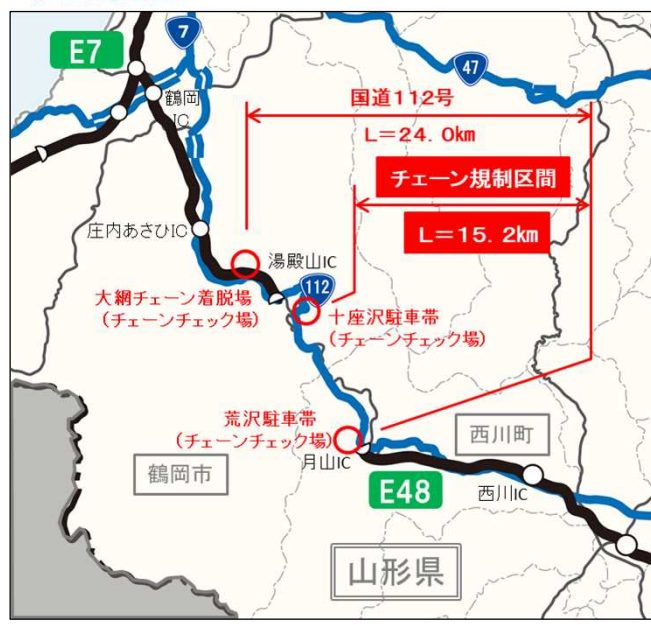 7
E7
47
鶴岡
IC
国道112号
L=24.0km
チェーン規制区間
L=15.2km
庄内あさひIC
湯殿山IC
大網チェーン着脱場
(チェーンチェック場)
112
十座沢駐車帯
(チェーンチェック場)
荒沢駐車帯
(チェーンチェック場)
月山IC
西川町
鶴岡市
E48
西川IC
山形県